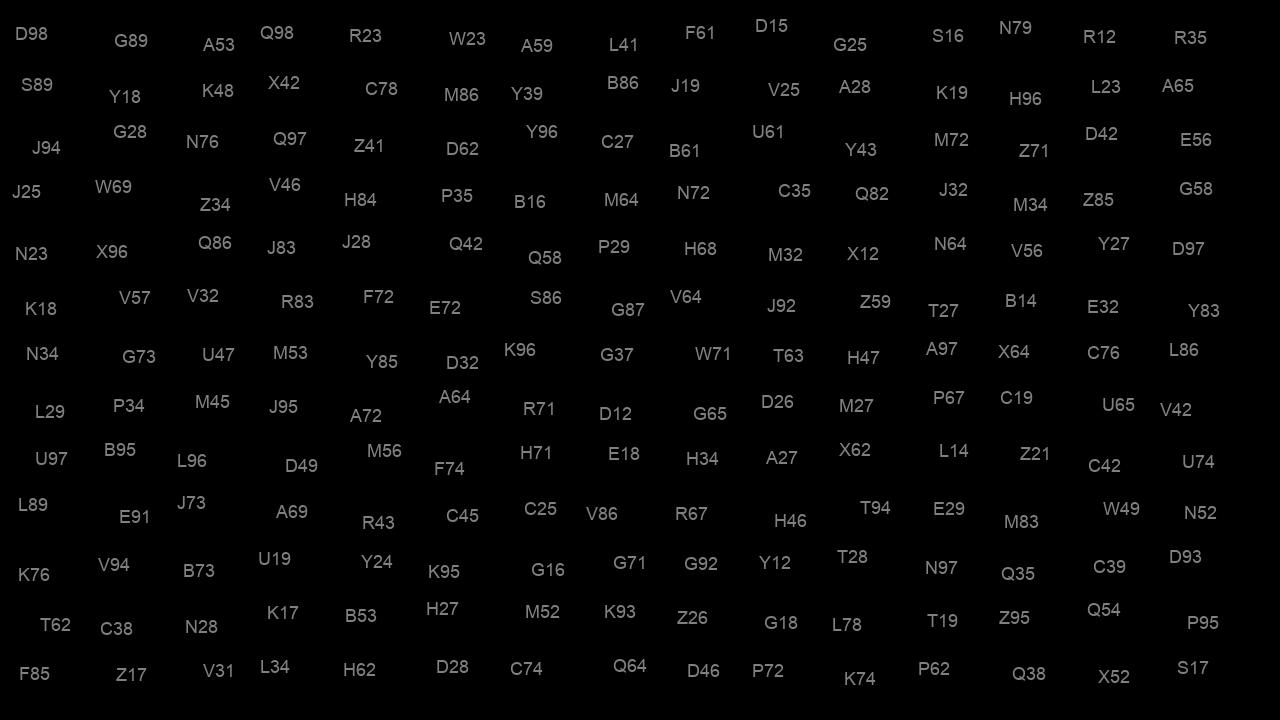 D98 G89 A53 Q98 R23 W23 A59 L41 F61 D15 G25 S16 N79 R12 R35
S89 Y18 K48 X42 C78 M86 Y39 B86 J19 V25 A28 K19 H96 L23 A65
J94 G28 N76 Q97 Z41 D62 Y96 C27 B61 U61 Y43 M72 Z71 D42 E56
J25 W69 Z34 V46 H84 P35 B16 M64 N72 C35 Q82 J32 M34 Z85 G58
N23 X96 Q86 J83 J28 Q42 Q58 P29 H68 M32 X12 N64 V56 Y27 D97
K18 V57 V32 R83 F72 E72 S86 G87 V64 J92 Z59 T27 B14 E32 Y83
N34 G73 U47 M53 Y85 D32 K96 G37 W71 T63 H47 A97 X64 C76 L86
L29 P34 M45 J95 A72 A64 R71 D12 G65 D26 M27 P67 C19 U65 V42
U97 B95 L96 D49 M56 F74 H71 E18 H34 A27 X62 L14 Z21 C42 U74
L89 E91 J73 A69 R43 C45 C25 V86 R67 H46 T94 E29 M83 W49 N52
K76 V94 B73 U19 Y24 K95 G16 G71 G92 Y12 T28 N97 Q35 C39 D93
T62 C38 N28 K17 B53 H27 M52 K93 Z26 G18 L78 T19 Z95 Q54 P95
F85 Z17 V31 L34 H62 D28 C74 Q64 D46 P72 K74 P62 Q38 X52 S17